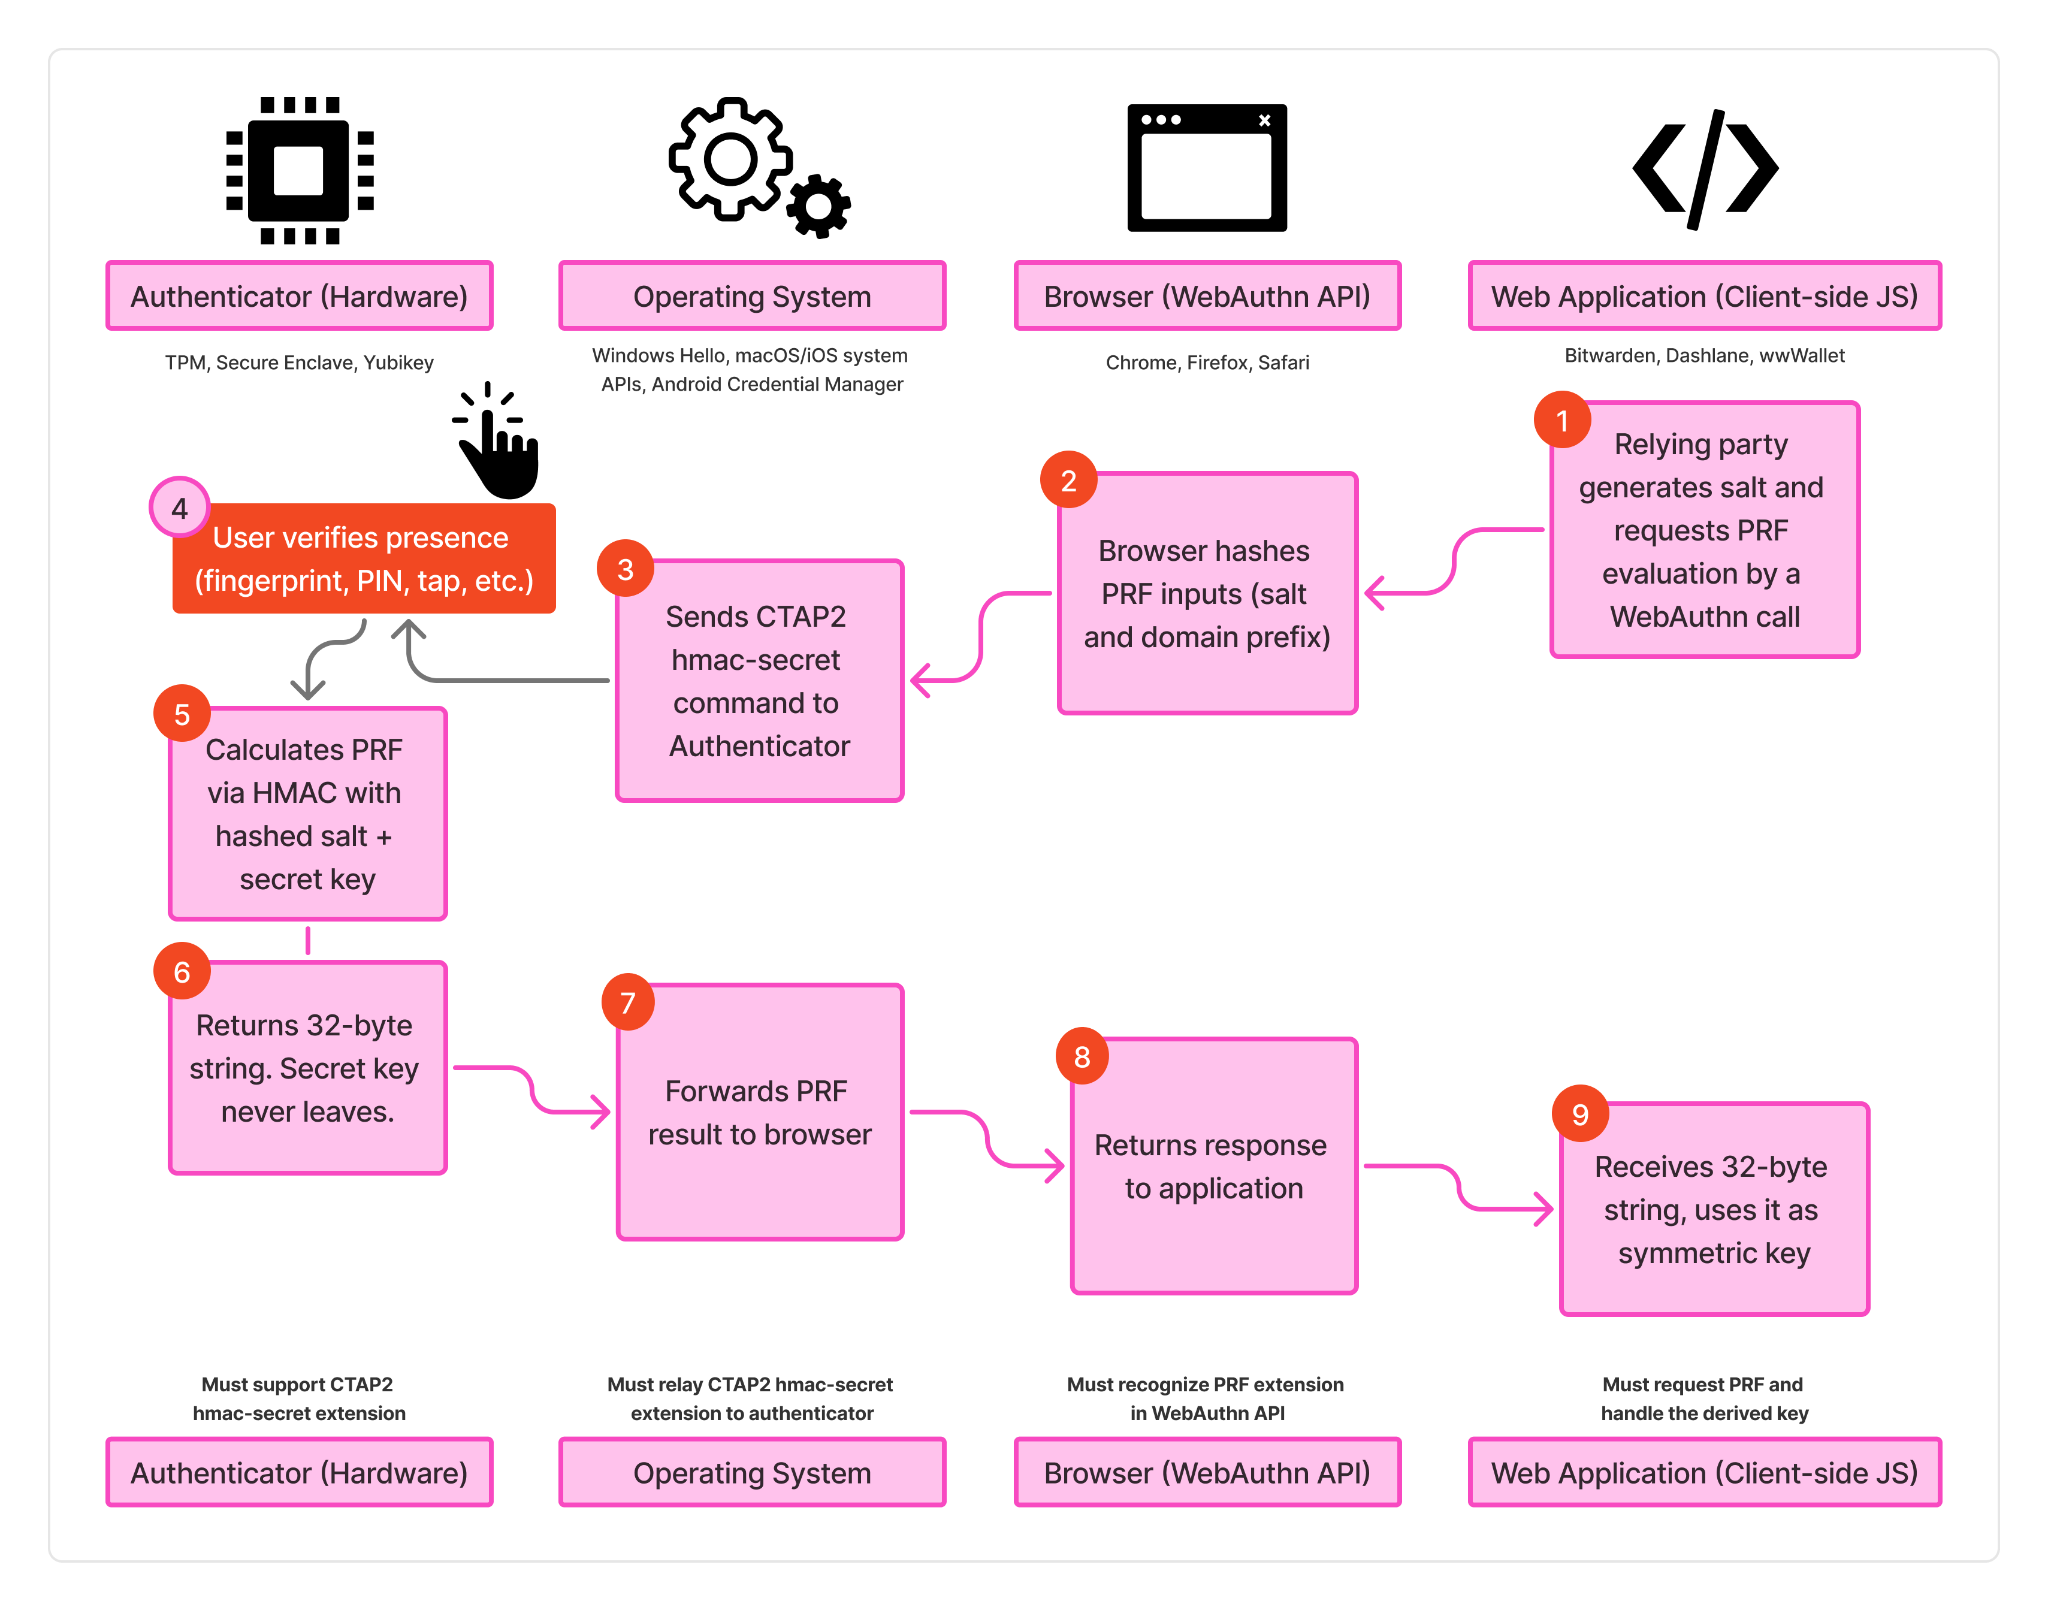 Authenticator (Hardware)
Operating System
Browser (WebAuthn API)
Web Application (Client-side JS)
TPM, Secure Enclave, Yubikey
Windows Hello, macOS/iOS system
APIs, Android Credential Manager
Chrome, Firefox, Safari
Bitwarden, Dashlane, wwWallet
1
Relying party
generates salt and
requests PRF
evaluation by a
WebAuthn call
2
Browser hashes
PRF inputs (salt
and domain prefix)
3
Sends CTAP2
hmac-secret
command to
Authenticator
4
User verifies presence
(fingerprint, PIN, tap, etc.)
5
Calculates PRF
via HMAC with
hashed salt +
secret key
6
Returns 32-byte
string. Secret key
never leaves.
7
Forwards PRF
result to browser
8
Returns response
to application
9
Receives 32-byte
string, uses it as
symmetric key
Must support CTAP2
hmac-secret extension
Must relay CTAP2 hmac-secret
extension to authenticator
Must recognize PRF extension
in WebAuthn API
Must request PRF and
handle the derived key
Authenticator (Hardware)
Operating System
Browser (WebAuthn API)
Web Application (Client-side JS)